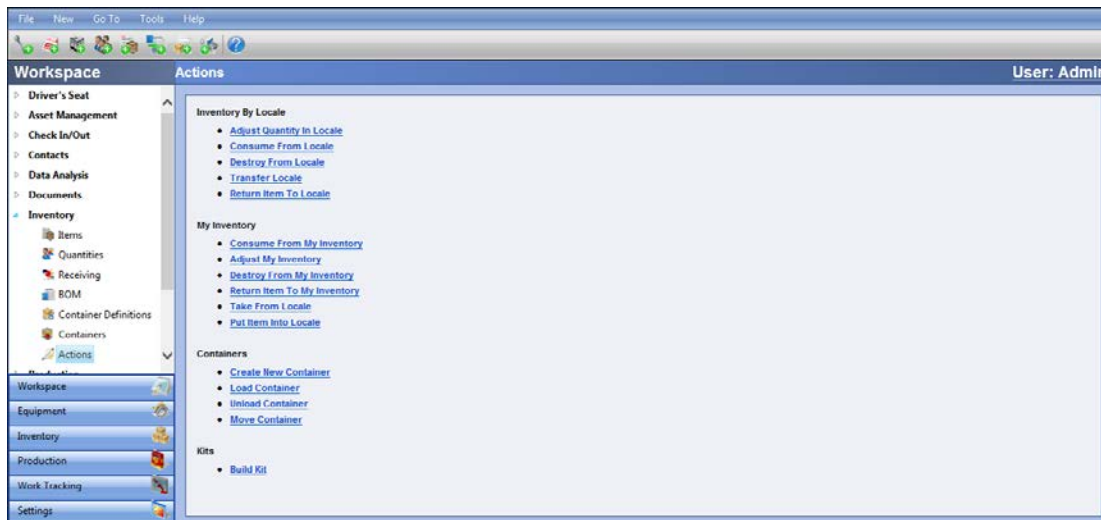 File New Go To Tools Help
Workspace
Actions
User: Admi
Driver's Seat
Asset Management
Check In/Out
Contacts
Data Analysis
Documents
Inventory
Items
Quantities
Receiving
BOM
Container Definitions
Containers
Actions
Workspace
Equipment
Inventory
Production
Work Tracking
Settings
Inventory By Locale
Adjust Quantity In Locale
Consume From Locale
Destroy From Locale
Transfer Locale
Return Item To Locale
My Inventory
Consume From My Inventory
Adjust My Inventory
Destroy From My Inventory
Return Item To My Inventory
Take From Locale
Put Item Into Locale
Containers
Create New Container
Load Container
Unload Container
Move Container
Kits
Build Kit